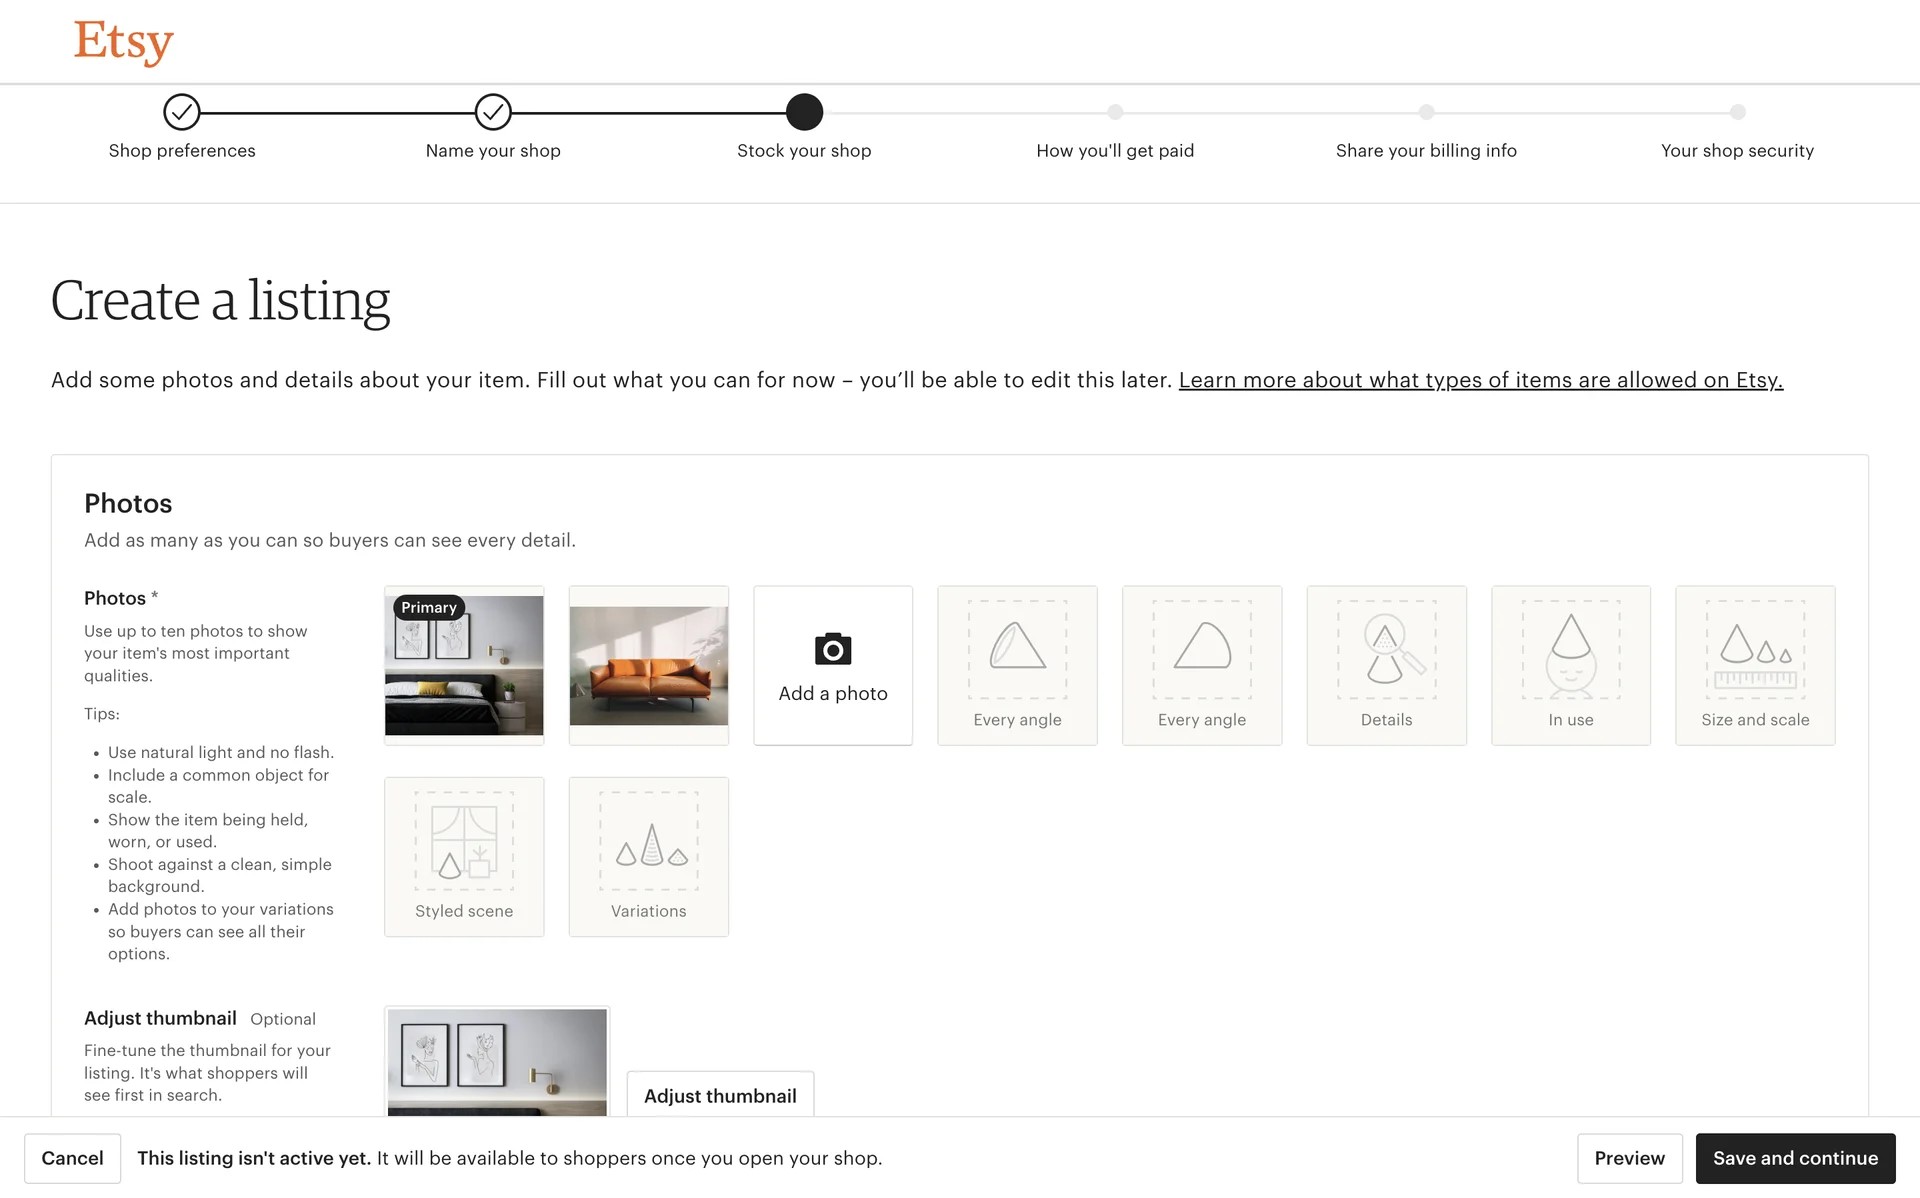 Etsy
Shop preferences
Name your shop
Stock your shop
How you'll get paid
Share your billing info
Your shop security
Create a listing
Add some photos and details about your item. Fill out what you can for now – you’ll be able to edit this later. Learn more about what types of items are allowed on Etsy.
Photos
Add as many as you can so buyers can see every detail.
Photos *
Use up to ten photos to show
your item's most important
qualities.
Tips:
• Use natural light and no flash.
• Include a common object for
scale.
• Show the item being held,
worn, or used.
• Shoot against a clean, simple
background.
• Add photos to your variations
so buyers can see all their
options.
Primary
Add a photo
Every angle
Every angle
Details
In use
Size and scale
Styled scene
Variations
Adjust thumbnail Optional
Fine-tune the thumbnail for your
listing. It's what shoppers will
see first in search.
Adjust thumbnail
Cancel
This listing isn't active yet. It will be available to shoppers once you open your shop.
Preview
Save and continue